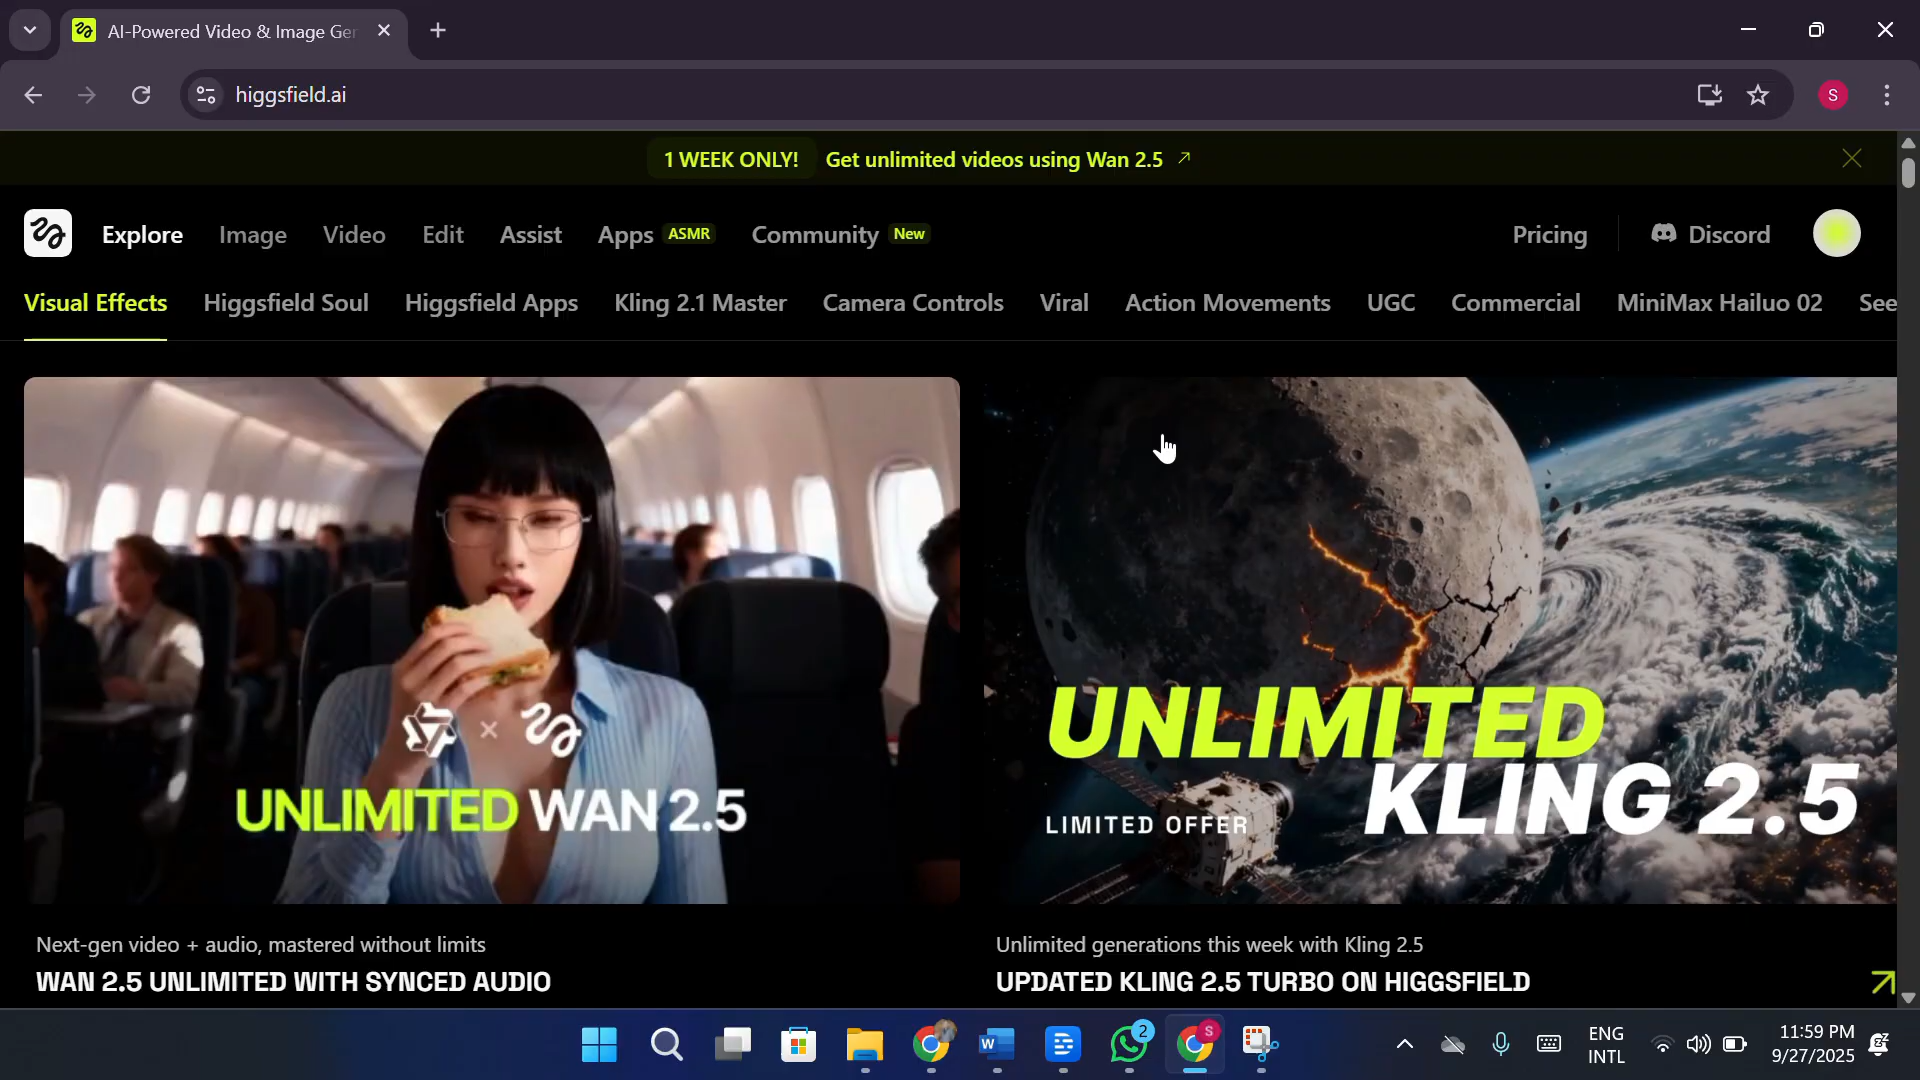 AI-Powered Video & Image Ger
higgsfield.ai
S
1 WEEK ONLY! Get unlimited videos using Wan 2.5
Explore Image Video Edit Assist Apps ASMR Community New Pricing Discord
Visual Effects Higgsfield Soul Higgsfield Apps Kling 2.1 Master Camera Controls Viral Action Movements UGC Commercial MiniMax Hailuo 02 See
UNLIMITED WAN 2.5
UNLIMITED
KLING 2.5
LIMITED OFFER
Next-gen video + audio, mastered without limits
WAN 2.5 UNLIMITED WITH SYNCED AUDIO
Unlimited generations this week with Kling 2.5
UPDATED KLING 2.5 TURBO ON HIGGSFIELD
W
2
S
ENG
INTL
11:59 PM
9/27/2025